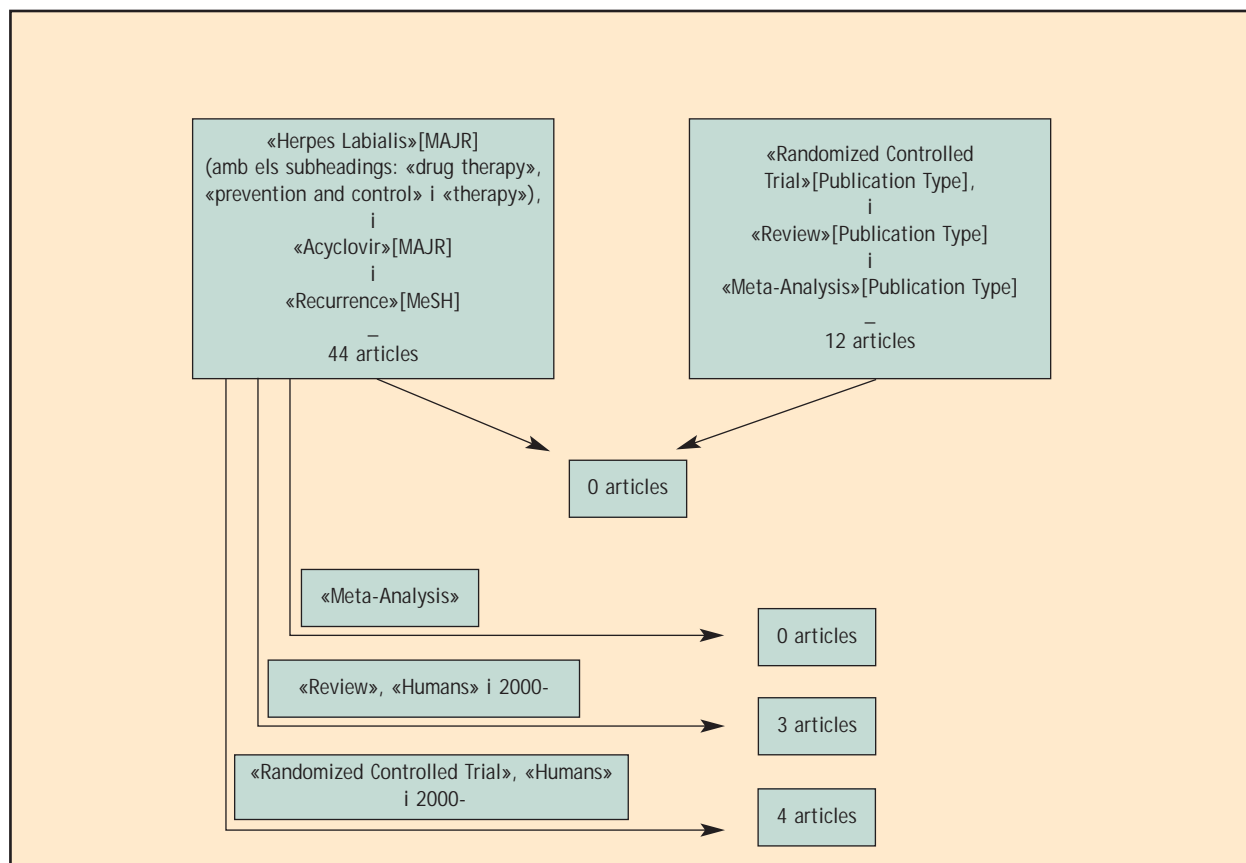 «Herpes Labialis»[MAJR]
(amb els subheadings: «drug therapy»,
«prevention and control» i «therapy»),
i
«Acyclovir»[MAJR]
i
«Recurrence»[MeSH]
_
44 articles
«Randomized Controlled
Trial»[Publication Type],
i
«Review»[Publication Type]
i
«Meta-Analysis»[Publication Type]
_
12 articles
0 articles
«Meta-Analysis»
0 articles
«Review», «Humans» i 2000-
3 articles
«Randomized Controlled Trial», «Humans»
i 2000-
4 articles